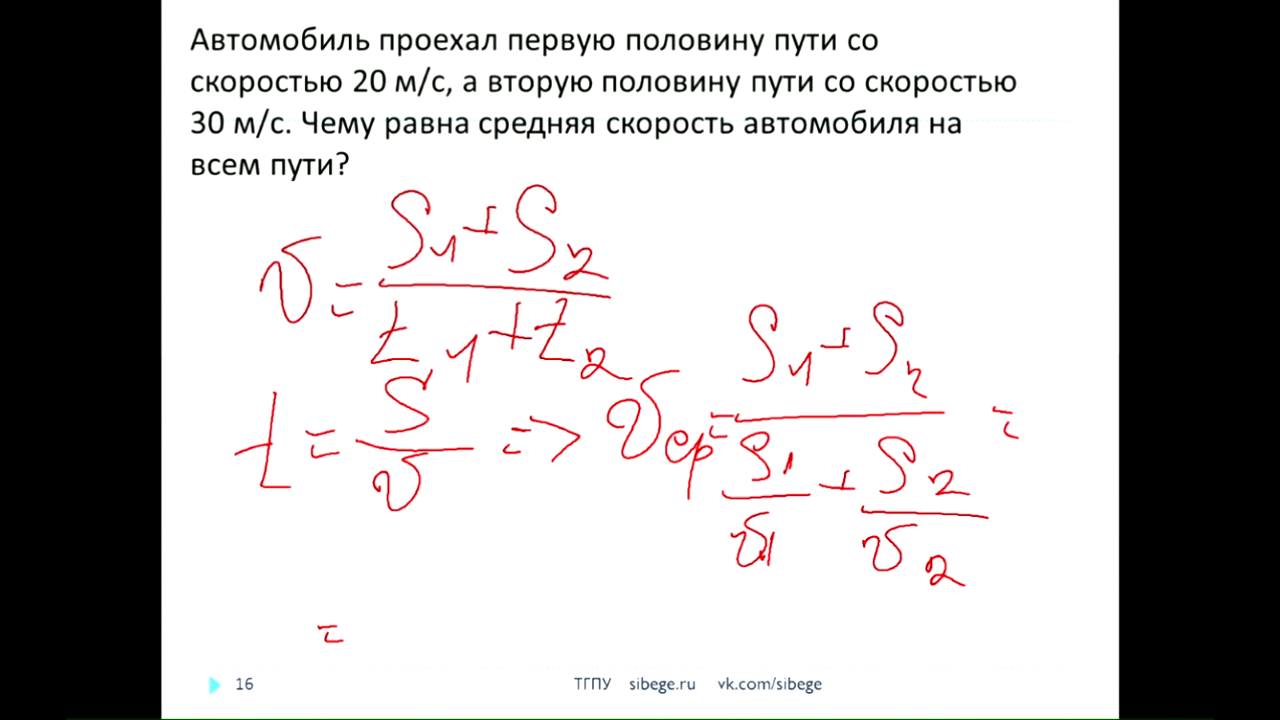 Автомобиль проехал первую половину пути со
скоростью 20 м/с, а вторую половину пути со скоростью
30 м/с. Чему равна средняя скорость автомобиля на
всем пути?
v = (S₁ + S₂) / (t₁ + t₂)
t = S / v => vср = (S₁ + S₂) / (S₁ / v₁ + S₂ / v₂) =
=
16 ТГПУ sibege.ru vk.com/sibege